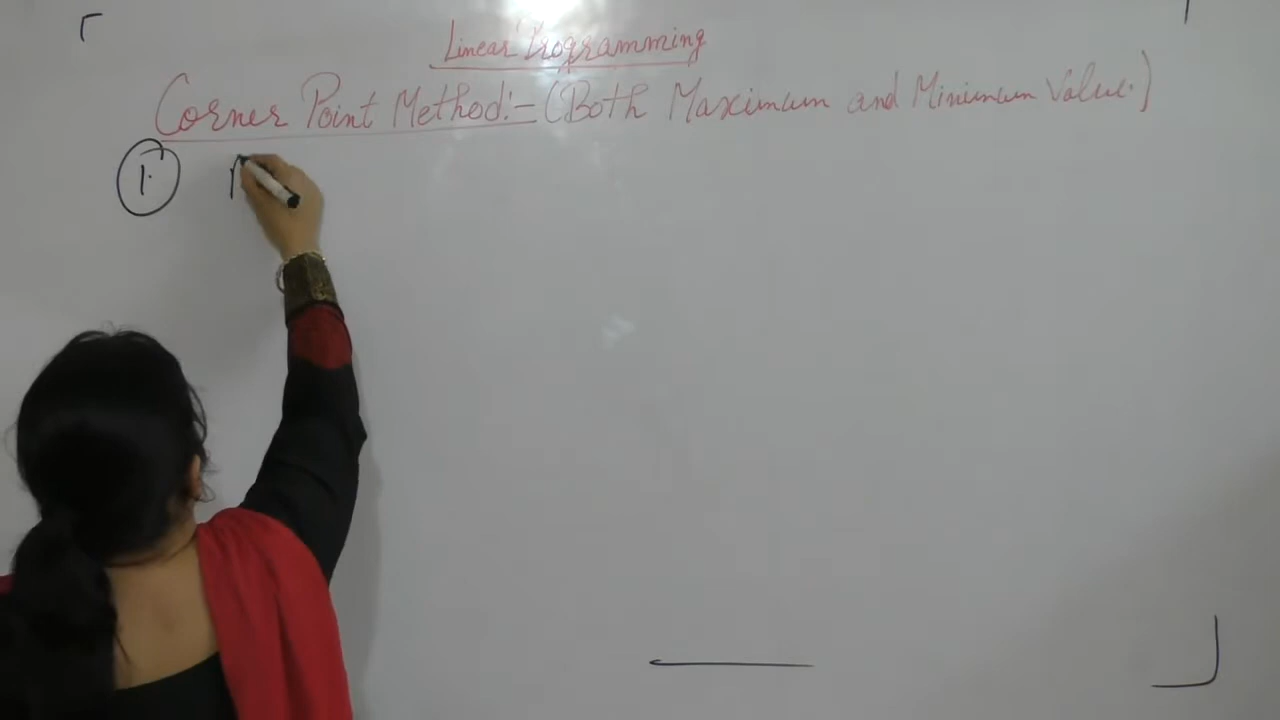 Linear Programming
Corner Point Method:- (Both Maximum and Minimum Value.)
1.